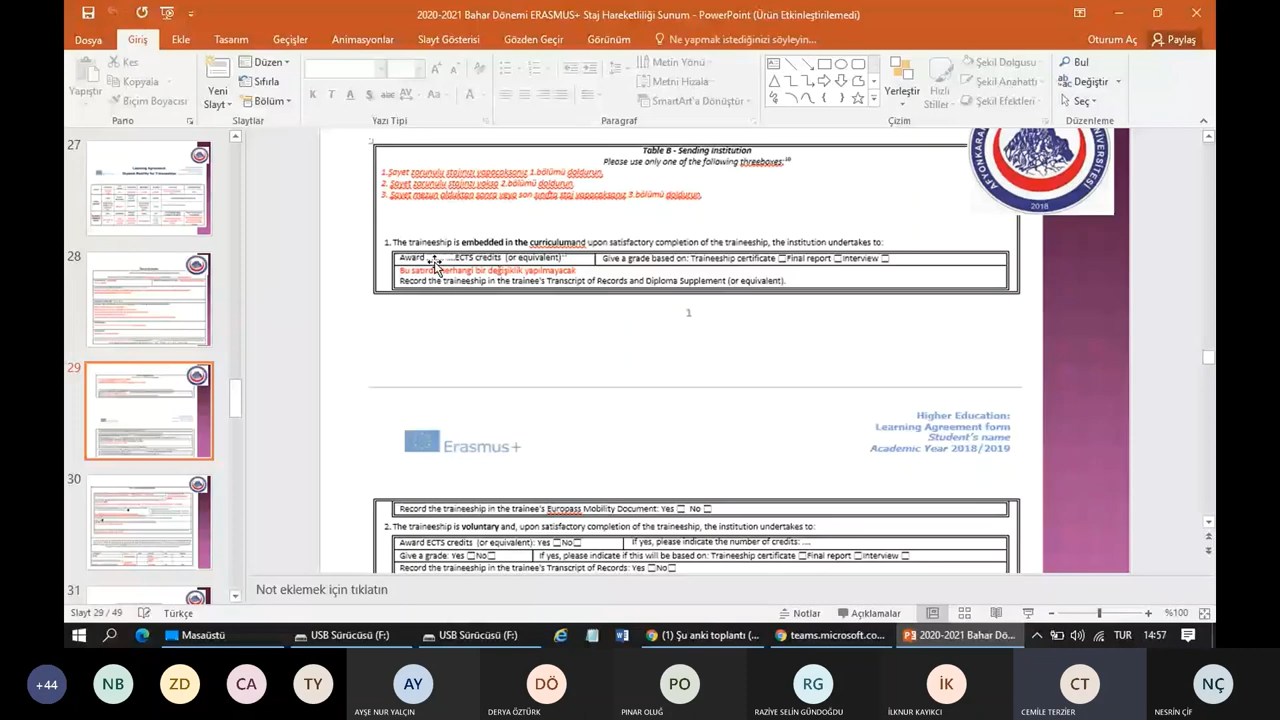 2020-2021 Bahar Dönemi ERASMUS+ Staj Hareketliliği Sunum - PowerPoint (Ürün Etkinleştirilemedi)
Dosya Giriş Ekle Tasarım Geçişler Animasyonlar Slayt Gösterisi Gözden Geçir Görünüm Ne yapmak istediğinizi söyleyin... Oturum Aç Paylaş
Yapıştır
Kes
Kopyala
Biçim Boyacısı
Pano
Yeni Slayt
Düzen
Sıfırla
Bölüm
Slaytlar
K T A S abc AV Aa A
Yazı Tipi
Metin Yönü
Metni Hizala
SmartArt'a Dönüştür
Paragraf
Yerleştir
Hızlı Stiller
Şekil Dolgusu
Şekil Anahattı
Şekil Efektleri
Çizim
Bul
Değiştir
Seç
Düzenleme
27
28
29
30
31
Table B - Sending Institution
Please use only one of the following threeboxes:
1.Şayet zorunulu stajınızı yapacaksanız 1.bölümü doldurun,
2. Şayet zorunulu stajınız yoksa 2.bölümü doldurun,
3. Şayet mezun olduktan sonra veya son sınıfta staj yapacaksanız 3.bölümü doldurun,
AFYONKARA ÜNİVERSİTESİ
2018
1. The traineeship is embedded in the curriculumand upon satisfactory completion of the traineeship, the institution undertakes to:
Award ........ECTS credits (or equivalent) Give a grade based on: Traineeship certificate ☐Final report ☐Interview ☐
Bu satırda herhangi bir değişiklik yapılmayacak
Record the traineeship in the trainee's Transcript of Records and Diploma Supplement (or equivalent).
1
Erasmus+
Higher Education:
Learning Agreement form
Student's name
Academic Year 2018/2019
Record the traineeship in the trainee's Europass Mobility Document: Yes ☐ No ☐
2. The traineeship is voluntary and, upon satisfactory completion of the traineeship, the institution undertakes to:
Award ECTS credits (or equivalent): Yes ☐No☐ If yes, please indicate the number of credits: ....
Give a grade: Yes ☐No☐ If yes, please indicate if this will be based on: Traineeship certificate ☐Final report ☐Interview ☐
Record the traineeship in the trainee's Transcript of Records: Yes ☐No☐
Not eklemek için tıklatın
Slayt 29 / 49 Türkçe Notlar Açıklamalar %100
Masaüstü USB Sürücüsü (F:) USB Sürücüsü (F:) (1) Şu anki toplantı (... teams.microsoft.co... 2020-2021 Bahar Dö... TUR 14:57
+44 NB ZD CA TY AY DÖ PO RG İK CT NÇ
AYŞE NUR YALÇIN DERYA ÖZTÜRK PINAR OLUĞ RAZİYE SELİN GÜNDOĞDU İLKNUR KAYIKCI CEMİLE TERZİER NESRİN ÇİF